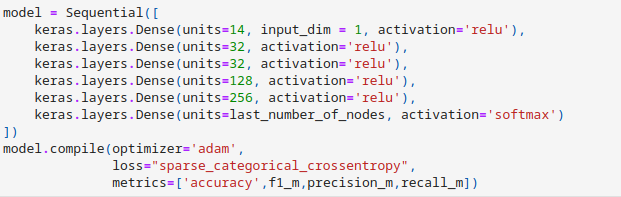 model = Sequential([
    keras.layers.Dense(units=14, input_dim = 1, activation='relu'),
    keras.layers.Dense(units=32, activation='relu'),
    keras.layers.Dense(units=32, activation='relu'),
    keras.layers.Dense(units=128, activation='relu'),
    keras.layers.Dense(units=256, activation='relu'),
    keras.layers.Dense(units=last_number_of_nodes, activation='softmax')
])
model.compile(optimizer='adam',
              loss="sparse_categorical_crossentropy",
              metrics=['accuracy',f1_m,precision_m,recall_m])